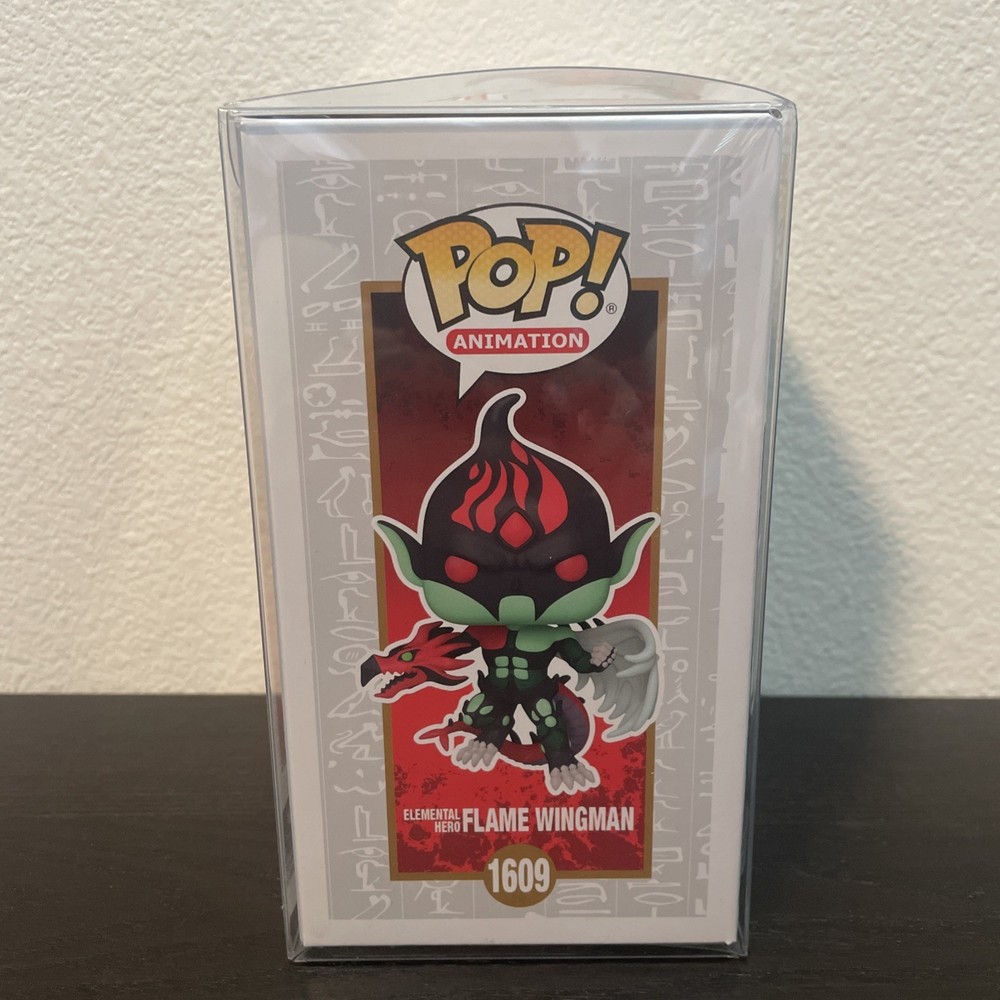 POP!®
ANIMATION
ELEMENTAL HERO FLAME WINGMAN
1609